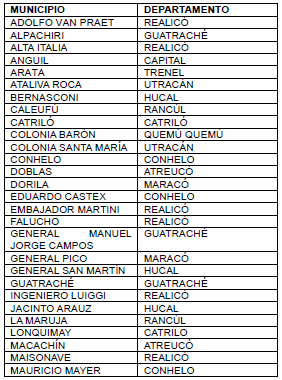 MUNICIPIO DEPARTAMENTO
ADOLFO VAN PRAET REALICÓ
ALPACHIRI GUATRACHÉ
ALTA ITALIA REALICÓ
ANGUIL CAPITAL
ARATA TRENEL
ATALIVA ROCA UTRACÁN
BERNASCONI HUCAL
CALEUFÚ RANCÚL
CATRILÓ CATRILÓ
COLONIA BARÓN QUEMÚ QUEMÚ
COLONIA SANTA MARÍA UTRACÁN
CONHELO CONHELO
DOBLAS ATREUCÓ
DORILA MARACÓ
EDUARDO CASTEX CONHELO
EMBAJADOR MARTINI REALICÓ
FALUCHO REALICÓ
GENERAL MANUEL GUATRACHÉ
JORGE CAMPOS
GENERAL PICO MARACÓ
GENERAL SAN MARTÍN HUCAL
GUATRACHÉ GUATRACHÉ
INGENIERO LUIGGI REALICÓ
JACINTO ARAUZ HUCAL
LA MARUJA RANCÚL
LONQUIMAY CATRILO
MACACHÍN ATREUCÓ
MAISONAVE REALICÓ
MAURICIO MAYER CONHELO